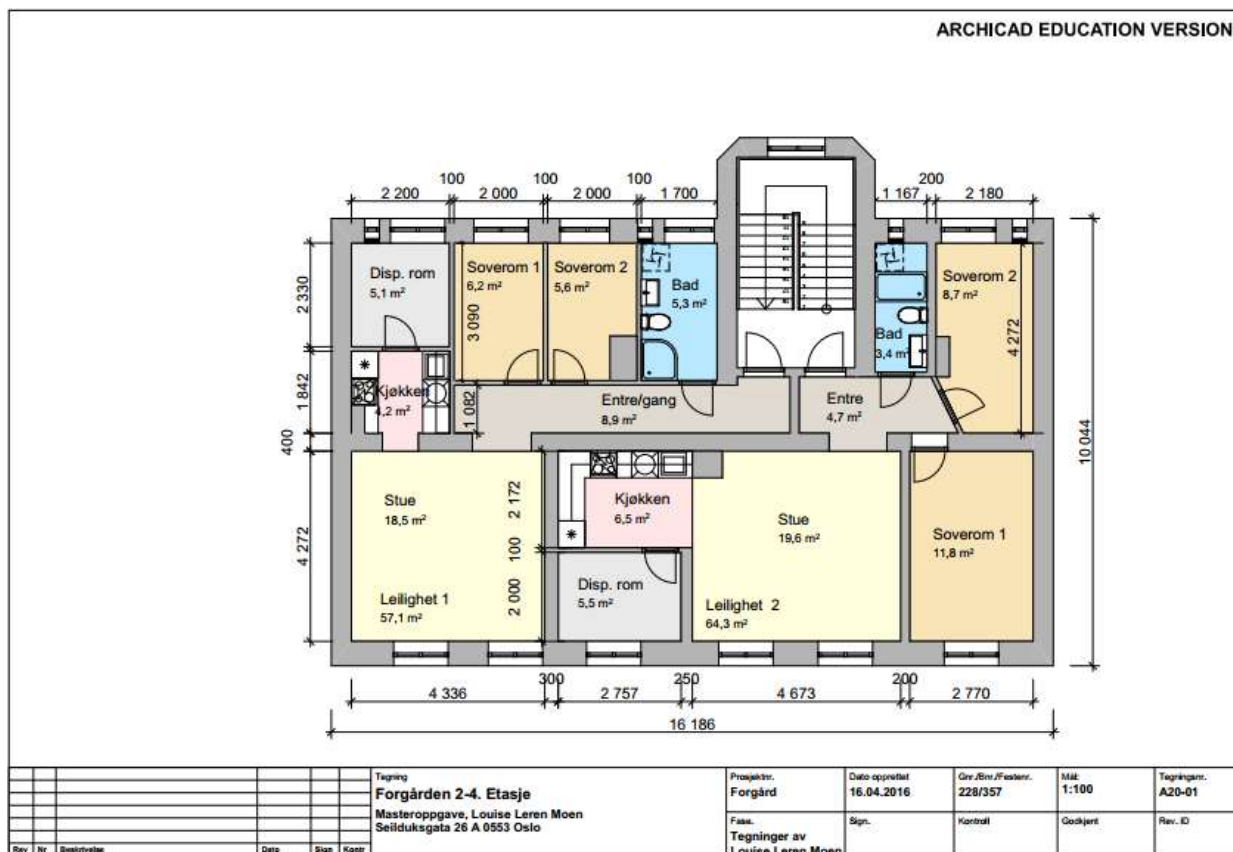 ARCHICAD EDUCATION VERSION
100 100 100 200
2 200 2 000 2 000 1 700 1 167 2 180
Disp. rom
5,1 m²
Soverom 1
6,2 m²
Soverom 2
5,6 m²
Bad
5,3 m²
Bad
3,4 m²
Soverom 2
8,7 m²
2 330
3 090
4 272
1 842
Kjøkken
4,2 m²
1 082
Entre/gang
8,9 m²
Entre
4,7 m²
400
10 044
Stue
18,5 m²
2 172
Kjøkken
6,5 m²
Stue
19,6 m²
Soverom 1
11,8 m²
4 272
100
2 000
Disp. rom
5,5 m²
Leilighet 1
57,1 m²
Leilighet 2
64,3 m²
300 250 200
4 336 2 757 4 673 2 770
16 186
Tegning
Forgården 2-4. Etasje
Masteroppgave, Louise Leren Moen
Seilduksgata 26 A 0553 Oslo
Prosjektnr.
Forgård
Dato opprettet
16.04.2016
Gnr./Bnr./Festenr.
228/357
Mål:
1:100
Tegningsnr.
A20-01
Fase.
Tegninger av
Louise Leren Moen
Sign.
Kontroll
Godkjent
Rev. ID
Rev Nr Beskrivelse Dato Sign Kontr